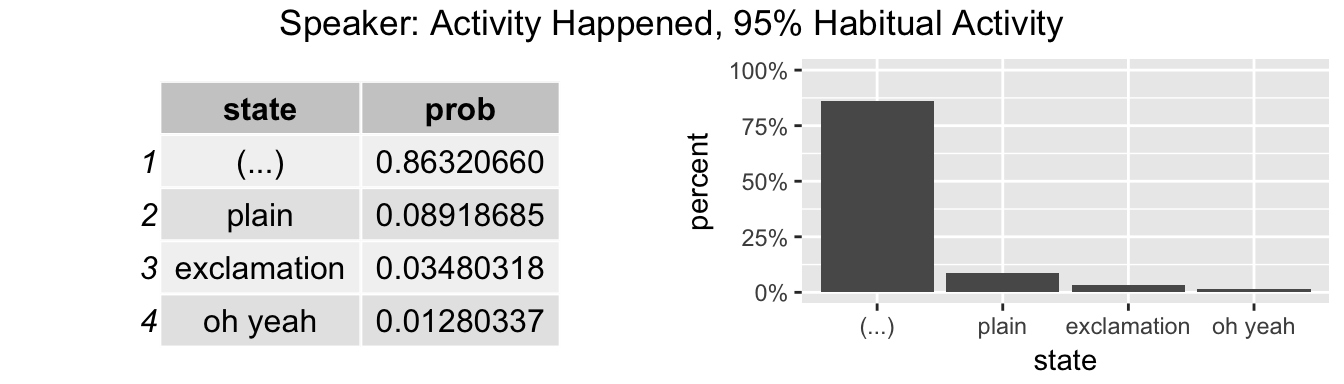 Speaker: Activity Happened, 95% Habitual Activity
state prob
1 (...) 0.86320660
2 plain 0.08918685
3 exclamation 0.03480318
4 oh yeah 0.01280337
percent
100%
75%
50%
25%
0%
(...) plain exclamation oh yeah
state